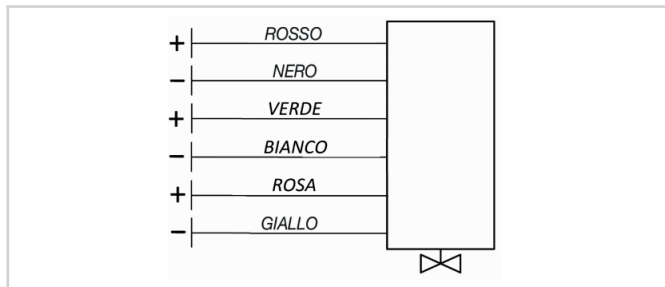 + ROSSO
− NERO
+ VERDE
− BIANCO
+ ROSA
− GIALLO